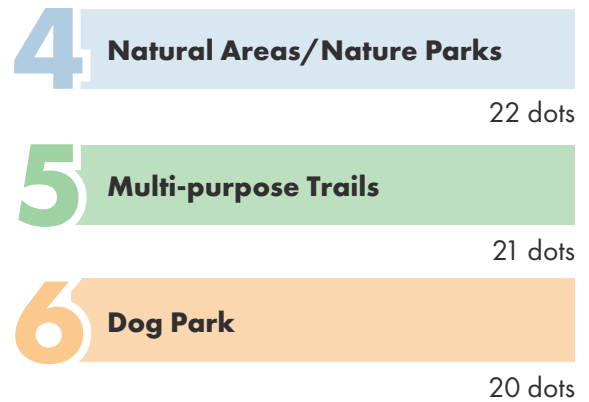 4 Natural Areas/Nature Parks
22 dots
5 Multi-purpose Trails
21 dots
6 Dog Park
20 dots